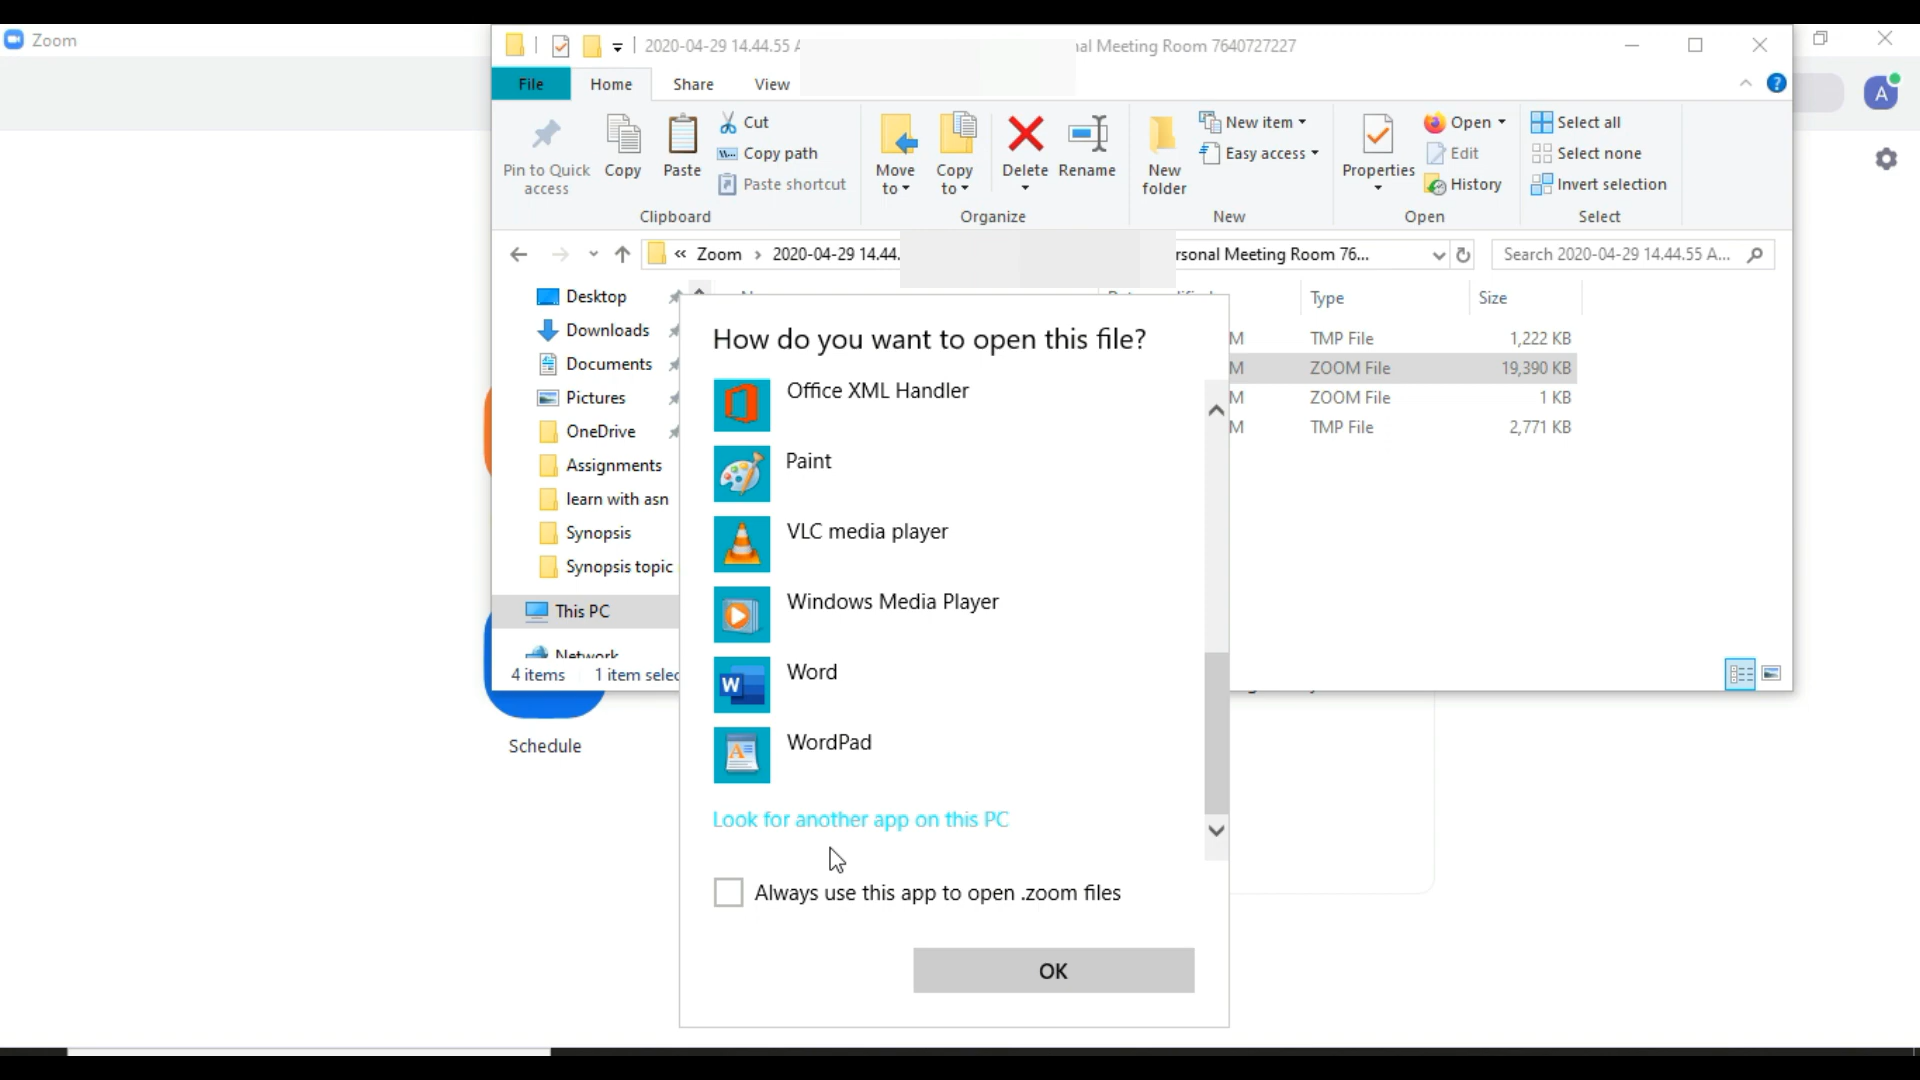 Zoom
2020-04-29 14.44.55
nal Meeting Room 7640727227
A
File
Home
Share
View
?
Pin to Quick
access
Copy
Paste
Cut
Copy path
Paste shortcut
Clipboard
Move
to
Copy
to
Delete
Rename
Organize
New
folder
New item
Easy access
New
Properties
Open
Edit
History
Open
Select all
Select none
Invert selection
Select
« Zoom > 2020-04-29 14.44.
rsonal Meeting Room 76...
Search 2020-04-29 14.44.55 A...
Type
Size
Desktop
Downloads
Documents
Pictures
OneDrive
Assignments
learn with asn
Synopsis
Synopsis topic
This PC
Network
4 items
1 item selec
M TMP File 1,222 KB
M ZOOM File 19,390 KB
M ZOOM File 1 KB
M TMP File 2,771 KB
How do you want to open this file?
Office XML Handler
Paint
VLC media player
Windows Media Player
Word
WordPad
Look for another app on this PC
Always use this app to open .zoom files
OK
Schedule